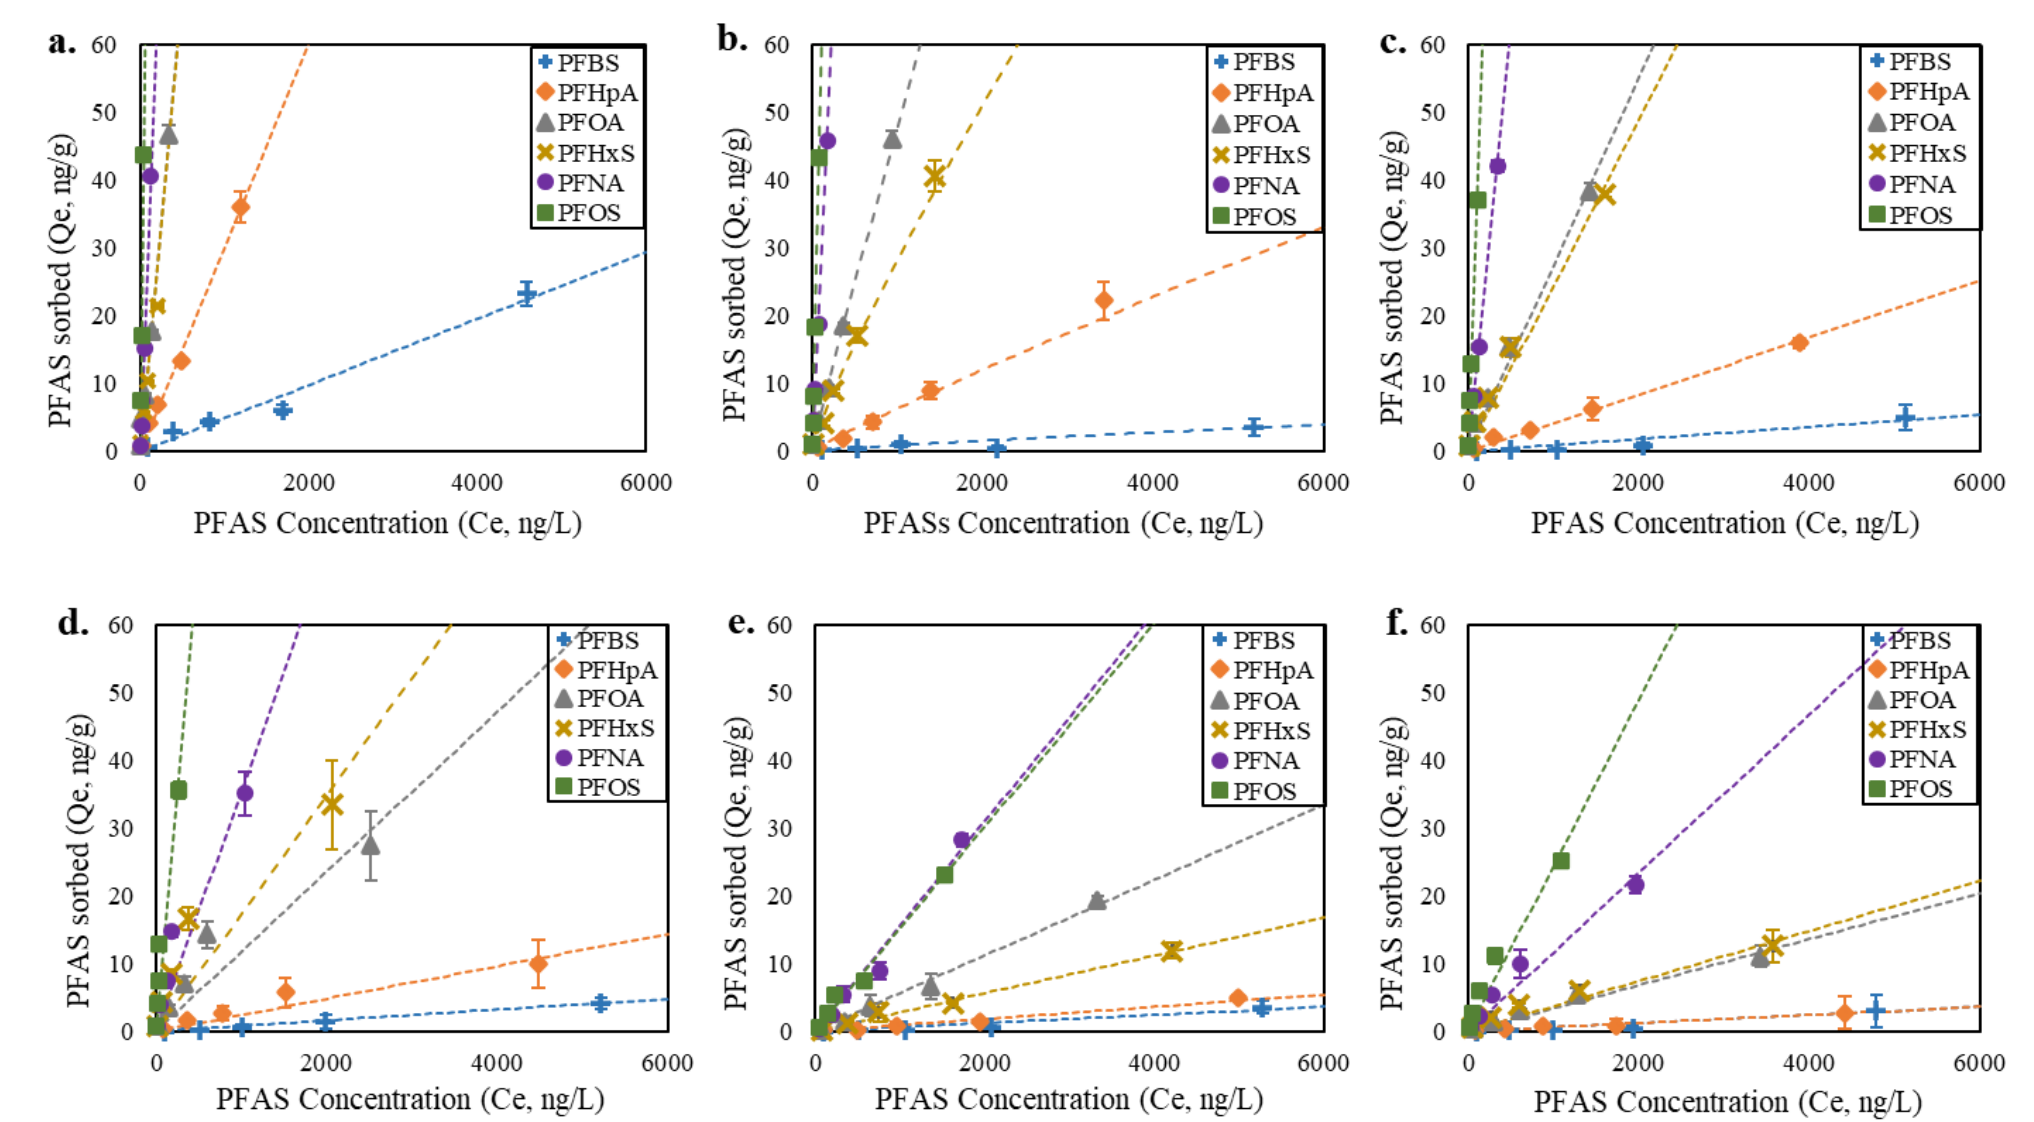 a.
60
50
40
30
20
10
0
PFAS sorbed (Qe, ng/g)
PFBS
PFHpA
PFOA
PFHxS
PFNA
PFOS
0 2000 4000 6000
PFAS Concentration (Ce, ng/L)
b.
60
50
40
30
20
10
0
PFAS sorbed (Qe, ng/g)
PFBS
PFHpA
PFOA
PFHxS
PFNA
PFOS
0 2000 4000 6000
PFASs Concentration (Ce, ng/L)
c.
60
50
40
30
20
10
0
PFAS sorbed (Qe, ng/g)
PFBS
PFHpA
PFOA
PFHxS
PFNA
PFOS
0 2000 4000 6000
PFAS Concentration (Ce, ng/L)
d.
60
50
40
30
20
10
0
PFAS sorbed (Qe, ng/g)
PFBS
PFHpA
PFOA
PFHxS
PFNA
PFOS
0 2000 4000 6000
PFAS Concentration (Ce, ng/L)
e.
60
50
40
30
20
10
0
PFAS sorbed (Qe, ng/g)
PFBS
PFHpA
PFOA
PFHxS
PFNA
PFOS
0 2000 4000 6000
PFAS Concentration (Ce, ng/L)
f.
60
50
40
30
20
10
0
PFAS sorbed (Qe, ng/g)
PFBS
PFHpA
PFOA
PFHxS
PFNA
PFOS
0 2000 4000 6000
PFAS Concentration (Ce, ng/L)